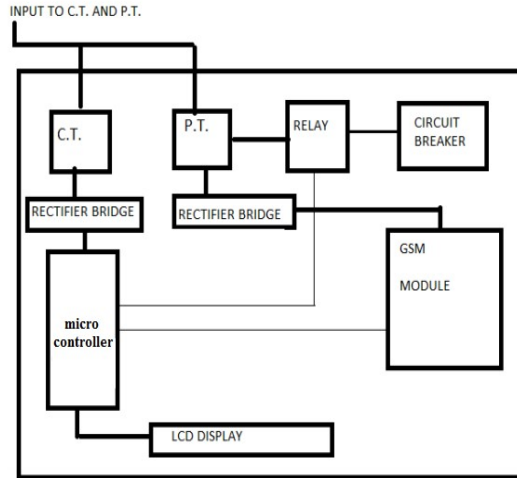 INPUT TO C.T. AND P.T.
C.T.
P.T.
RELAY
CIRCUIT
BREAKER
RECTIFIER BRIDGE
RECTIFIER BRIDGE
GSM
MODULE
micro
controller
LCD DISPLAY